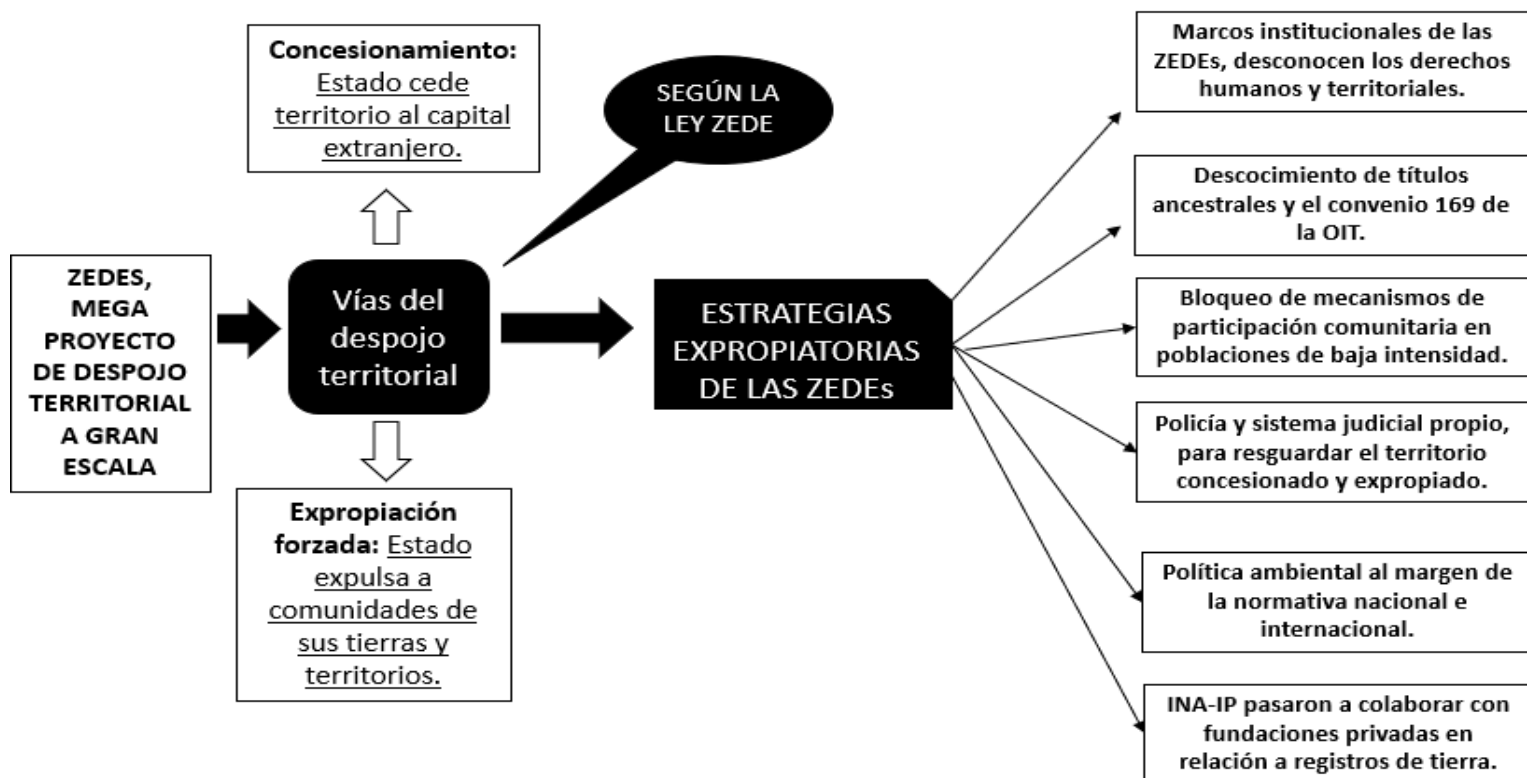 ZEDES,
MEGA
PROYECTO
DE DESPOJO
TERRITORIAL
A GRAN
ESCALA
Concesionamiento:
Estado cede
territorio al capital
extranjero.
Vías del
despojo
territorial
Expropiación
forzada: Estado
expulsa a
comunidades de
sus tierras y
territorios.
SEGÚN LA
LEY ZEDE
ESTRATEGIAS
EXPROPIATORIAS
DE LAS ZEDEs
Marcos institucionales de las
ZEDEs, desconocen los derechos
humanos y territoriales.
Descocimiento de títulos
ancestrales y el convenio 169 de
la OIT.
Bloqueo de mecanismos de
participación comunitaria en
poblaciones de baja intensidad.
Policía y sistema judicial propio,
para resguardar el territorio
concesionado y expropiado.
Política ambiental al margen de
la normativa nacional e
internacional.
INA-IP pasaron a colaborar con
fundaciones privadas en
relación a registros de tierra.